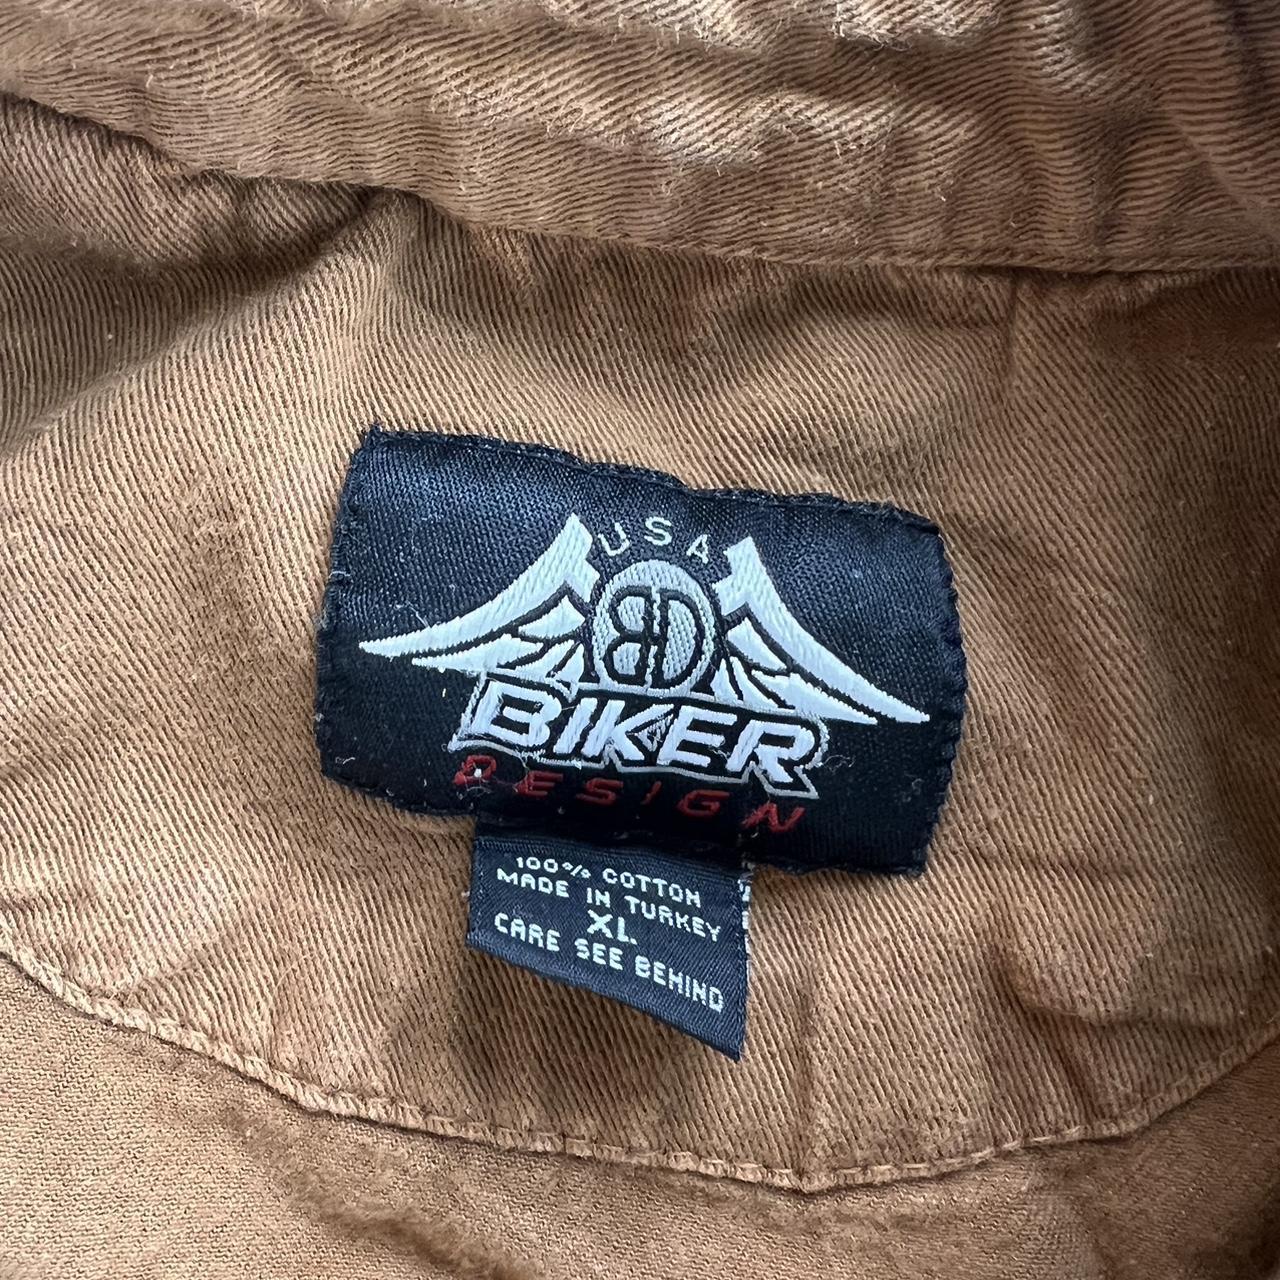 USA
BD
BIKER
DESIGN
100% COTTON
MADE IN TURKEY
XL
CARE SEE BEHIND